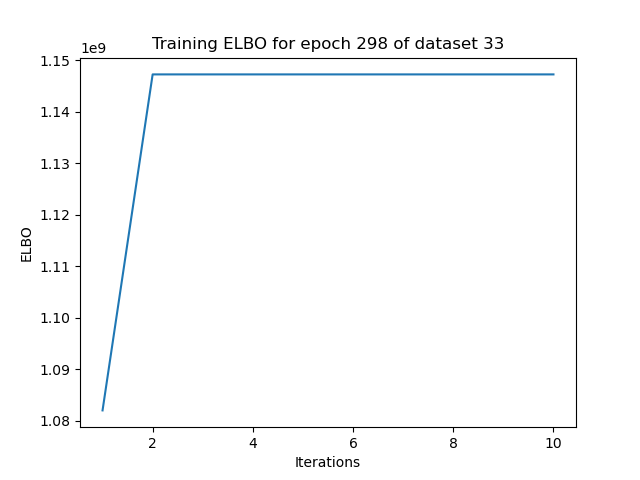 Training ELBO for epoch 298 of dataset 33
1e9
1.15
1.14
1.13
1.12
1.11
1.10
1.09
1.08
ELBO
2 4 6 8 10
Iterations